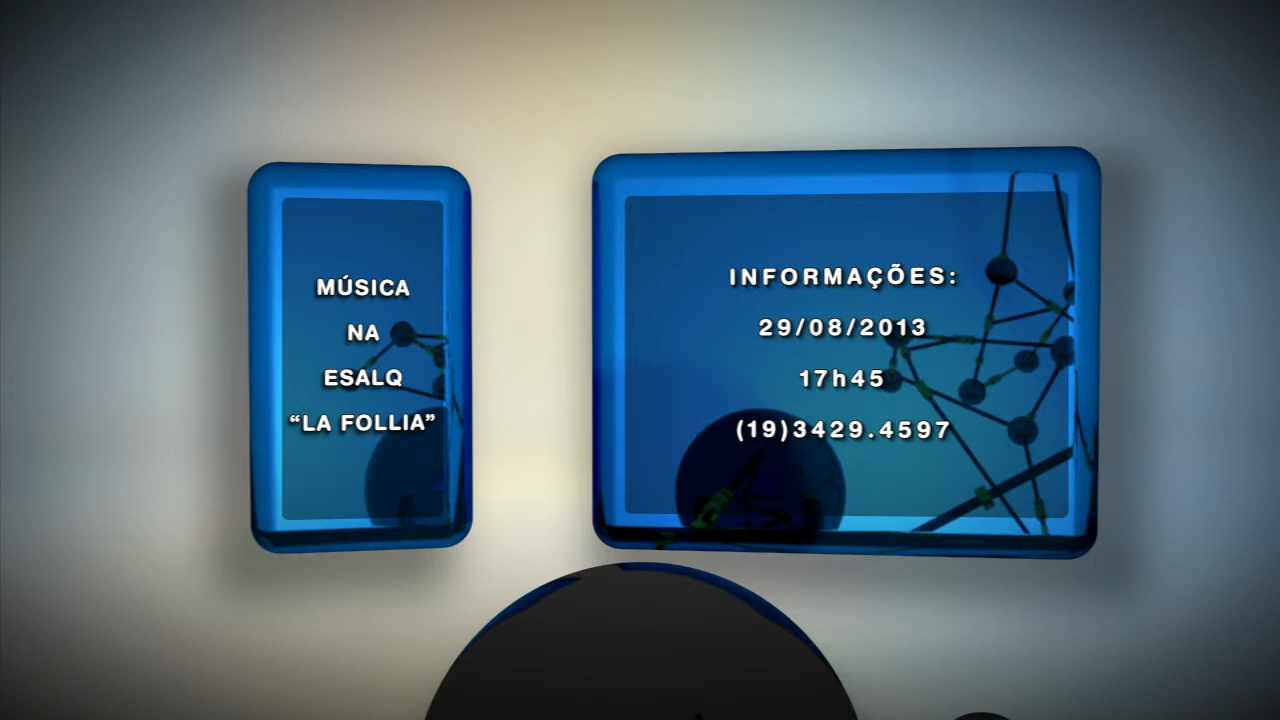 MÚSICA
NA
ESALQ
“LA FOLLIA”
INFORMAÇÕES:
29/08/2013
17h45
(19)3429.4597